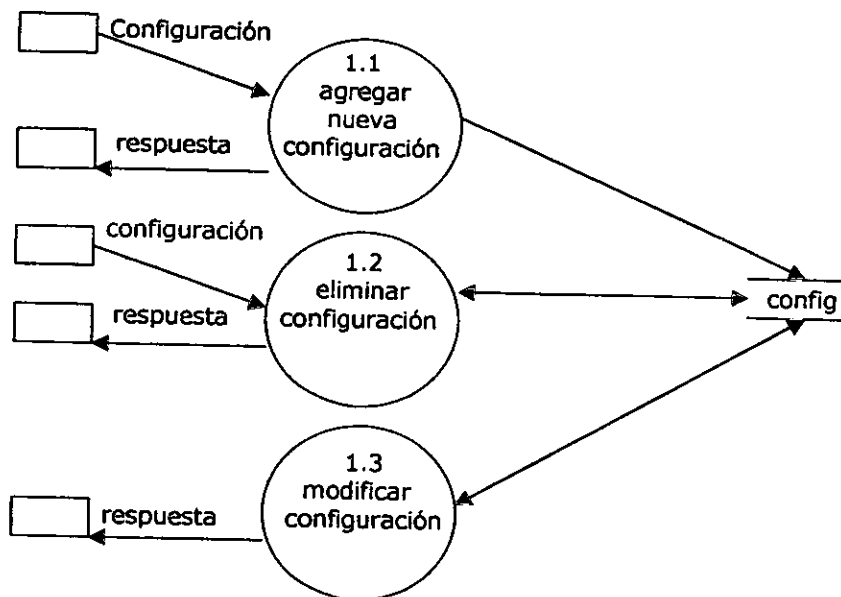 Configuración
1.1
agregar
nueva
configuración
respuesta
configuración
1.2
eliminar
configuración
respuesta
config
1.3
modificar
configuración
respuesta